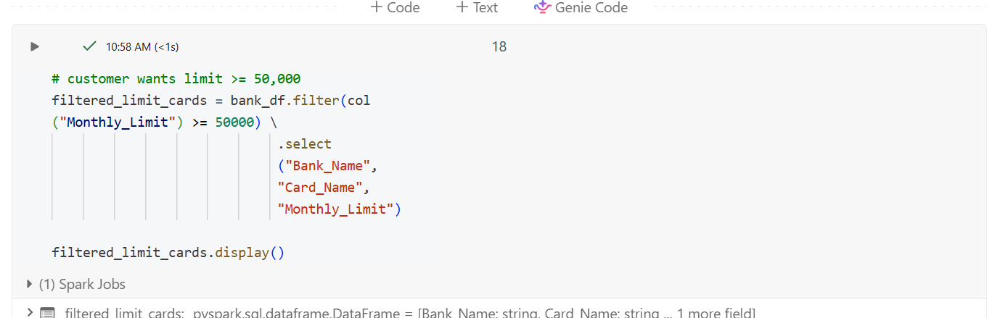 + Code + Text Genie Code
10:58 AM (<1s) 18
# customer wants limit >= 50,000
filtered_limit_cards = bank_df.filter(col
("Monthly_Limit") >= 50000) \
.select
("Bank_Name",
"Card_Name",
"Monthly_Limit")
filtered_limit_cards.display()
(1) Spark Jobs
filtered_limit_cards: pyspark.sql.dataframe.DataFrame = [Bank_Name: string, Card_Name: string ... 1 more field]